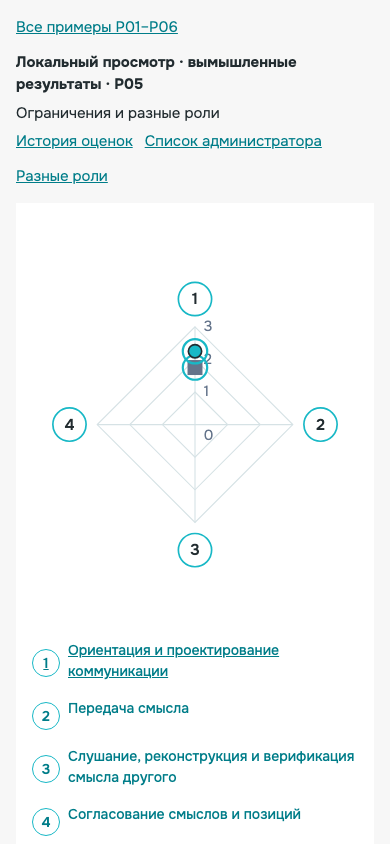 Все примеры P01–P06
Локальный просмотр · вымышленные
результаты · P05
Ограничения и разные роли
История оценок Список администратора
Разные роли
1
3
2
1
4
2
0
3
1 Ориентация и проектирование
коммуникации
2 Передача смысла
3 Слушание, реконструкция и верификация
смысла другого
4 Согласование смыслов и позиций